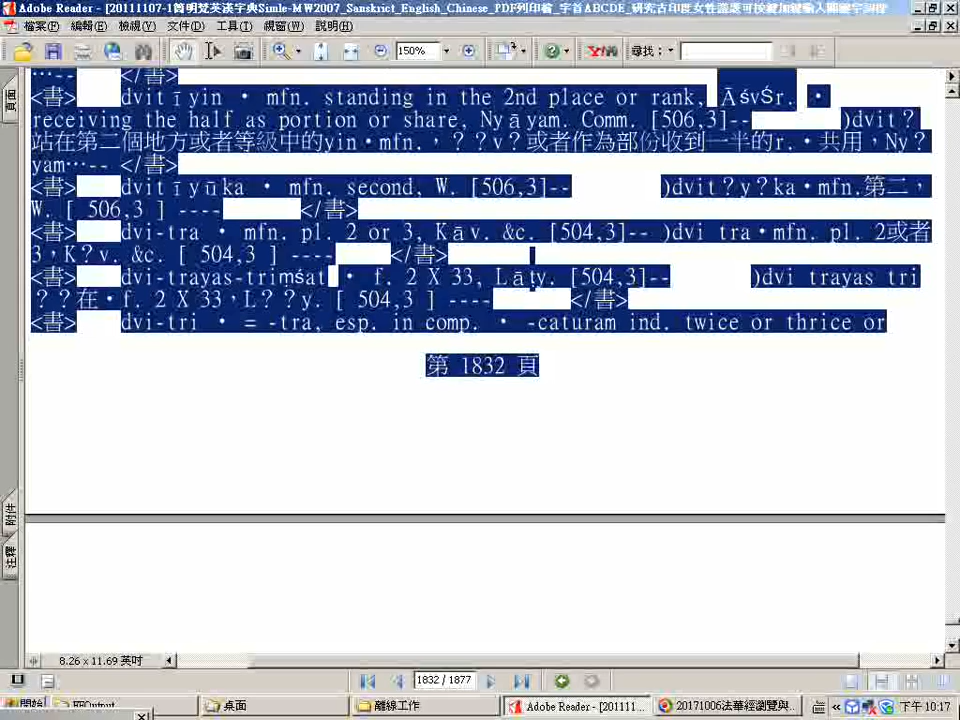 Adobe Reader - [20111107-1簡明梵英漢字典Simle-MW2007_Sanskrict_English_Chinese_PDF列印檔_字首ABCDE_研究古印度女性議題可按鍵加鍵輸入關鍵字詞搜
檔案(F) 編輯(E) 檢視(V) 文件(D) 工具(T) 視窗(W) 說明(H)
150% Y! 尋找：
…-- </書>
<書> dvitīyin • mfn. standing in the 2nd place or rank, ĀśvŚr. •
receiving the half as portion or share, Nyāyam. Comm. [506,3]-- )dvit？
站在第二個地方或者等級中的yin•mfn.，？？v？或者作為部份收到一半的r.•共用，Ny？
yam…-- </書>
<書> dvitīyūka • mfn. second, W. [506,3]-- )dvit？y？ka•mfn.第二，
W. [ 506,3 ] ---- </書>
<書> dvi-tra • mfn. pl. 2 or 3, Kāv. &c. [504,3]-- )dvi tra•mfn. pl. 2或者
3，K？v. &c. [ 504,3 ] ---- </書>
<書> dvi-trayas-triṃśat • f. 2 X 33, Lāṭy. [504,3]-- )dvi trayas tri
？？在•f. 2 X 33，L？？y. [ 504,3 ] ---- </書>
<書> dvi-tri • = -tra, esp. in comp. • -caturam ind. twice or thrice or
第 1832 頁
頁面
附件
註釋
8.26 x 11.69 英吋
1832 / 1877
開始 桌面 離線工作 Adobe Reader - [201111... 20171006法華經瀏覽與... 下午 10:17